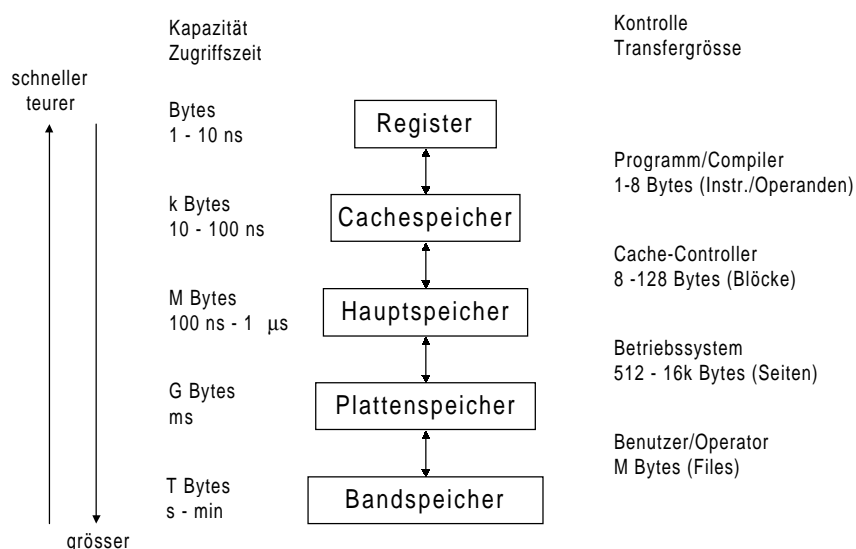 Kapazität
Zugriffszeit
Kontrolle
Transfergrösse
schneller
teurer
Bytes
1 - 10 ns
Register
Programm/Compiler
1-8 Bytes (Instr./Operanden)
k Bytes
10 - 100 ns
Cachespeicher
Cache-Controller
8 -128 Bytes (Blöcke)
M Bytes
100 ns - 1 μs
Hauptspeicher
Betriebssystem
512 - 16k Bytes (Seiten)
G Bytes
ms
Plattenspeicher
Benutzer/Operator
M Bytes (Files)
T Bytes
s - min
Bandspeicher
grösser